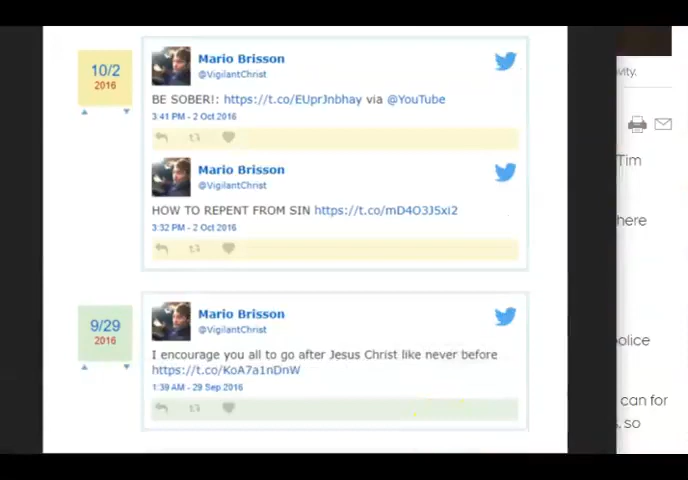 10/2
2016
Mario Brisson
@VigilantChrist
BE SOBER!: https://t.co/EUprJnbhay via @YouTube
3:41 PM - 2 Oct 2016
Mario Brisson
@VigilantChrist
HOW TO REPENT FROM SIN https://t.co/mD4O3J5xi2
3:32 PM - 2 Oct 2016
9/29
2016
Mario Brisson
@VigilantChrist
I encourage you all to go after Jesus Christ like never before
https://t.co/KoA7a1nDnW
1:39 AM - 29 Sep 2016
vity.
Tim
here
olice
can for
, so